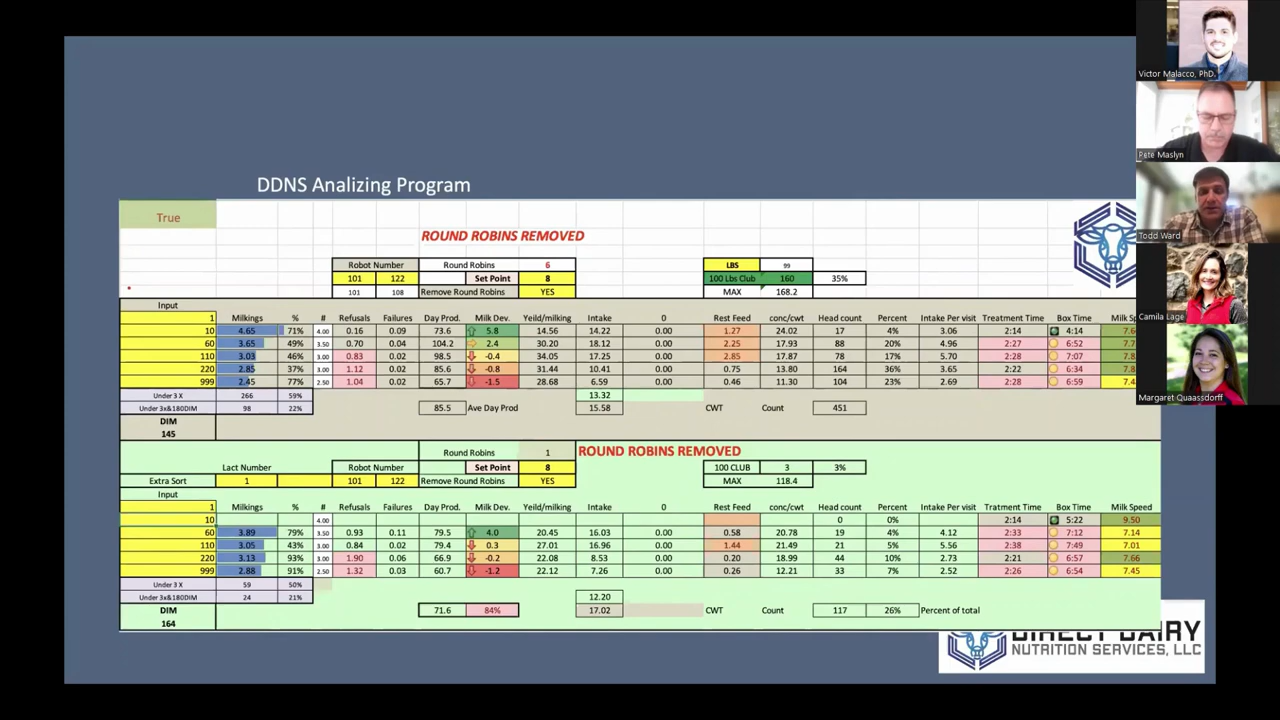 Victor Malacco, PhD.
Pete Maslyn
Todd Ward
Camila Lage
Margaret Quaassdorff
DDNS Analizing Program
True
ROUND ROBINS REMOVED
Robot Number Round Robins 6 LBS 99
101 122 Set Point 8 100 Lbs Club 160 35%
101 108 Remove Round Robins YES MAX 168.2
Input
1 Milkings % # Refusals Failures Day Prod. Milk Dev. Yeild/milking Intake 0 Rest Feed conc/cwt Head count Percent Intake Per visit Treatment Time Box Time Milk
10 4.65 71% 4.00 0.16 0.09 73.6 5.8 14.56 14.22 0.00 1.27 24.02 17 4% 3.06 2:14 4:14 7.6
60 3.65 49% 3.50 0.70 0.04 104.2 2.4 30.20 18.12 0.00 2.25 17.93 88 20% 4.96 2:27 6:52 7.8
110 3.03 46% 3.00 0.83 0.02 98.5 -0.4 34.05 17.25 0.00 2.85 17.87 78 17% 5.70 2:28 7:07 7.8
220 2.85 37% 3.00 1.12 0.02 85.6 -0.8 33.05 10.41 0.00 0.75 13.80 164 36% 3.65 2:22 6:34 7.8
999 2.45 77% 2.50 1.04 0.02 65.7 -1.5 28.68 6.59 0.00 0.46 11.30 104 23% 2.69 2:28 6:59 7.4
Under 3 X 266 59% 13.32
Under 3x&180DIM 98 22% 85.5 Ave Day Prod 15.58 CWT Count 451
DIM
145
Round Robins 1 ROUND ROBINS REMOVED
Lact Number Robot Number Set Point 8 100 CLUB 3 3%
Extra Sort 1 101 122 Remove Round Robins YES MAX 118.4
Input
1 Milkings % # Refusals Failures Day Prod. Milk Dev. Yeild/milking Intake 0 Rest Feed conc/cwt Head count Percent Intake Per visit Tratment Time Box Time Milk Speed
10 4.00 0.00 0 0% 2:14 5:22 9.50
60 3.89 79% 3.50 0.93 0.11 79.5 4.0 20.45 16.03 0.00 0.58 20.78 19 4% 4.12 2:33 7:12 7.14
110 3.05 43% 3.00 0.84 0.02 79.4 0.3 27.01 16.96 0.00 1.44 21.49 21 5% 5.56 2:38 7:49 7.01
220 3.13 93% 3.00 1.90 0.06 66.9 -0.2 22.08 8.53 0.00 0.20 18.99 44 10% 2.73 2:21 6:57 7.66
999 2.88 91% 2.50 1.32 0.03 60.7 -1.2 22.12 7.26 0.00 0.26 12.21 33 7% 2.52 2:26 6:54 7.45
Under 3 X 59 50% 12.20
Under 3x&180DIM 24 21%
DIM 71.6 84% 17.02 CWT Count 117 26% Percent of total
164
DIRECT DAIRY
NUTRITION SERVICES, LLC